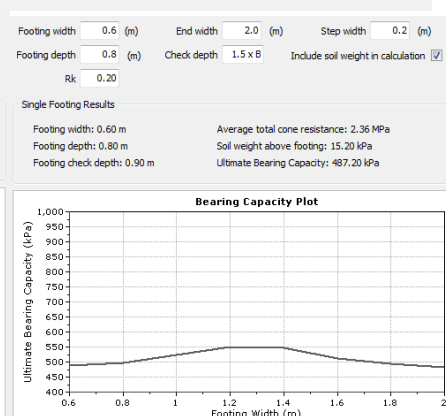 Footing width 0.6 (m) End width 2.0 (m) Step width 0.2 (m)
Footing depth 0.8 (m) Check depth 1.5 x B Include soil weight in calculation
Rk 0.20
Single Footing Results
Footing width: 0.60 m Average total cone resistance: 2.36 MPa
Footing depth: 0.80 m Soil weight above footing: 15.20 kPa
Footing check depth: 0.90 m Ultimate Bearing Capacity: 487.20 kPa
Bearing Capacity Plot
Ultimate Bearing Capacity (kPa)
1,000
950
900
850
800
750
700
650
600
550
500
450
400
0.6 0.8 1 1.2 1.4 1.6 1.8 2
Footing Width (m)